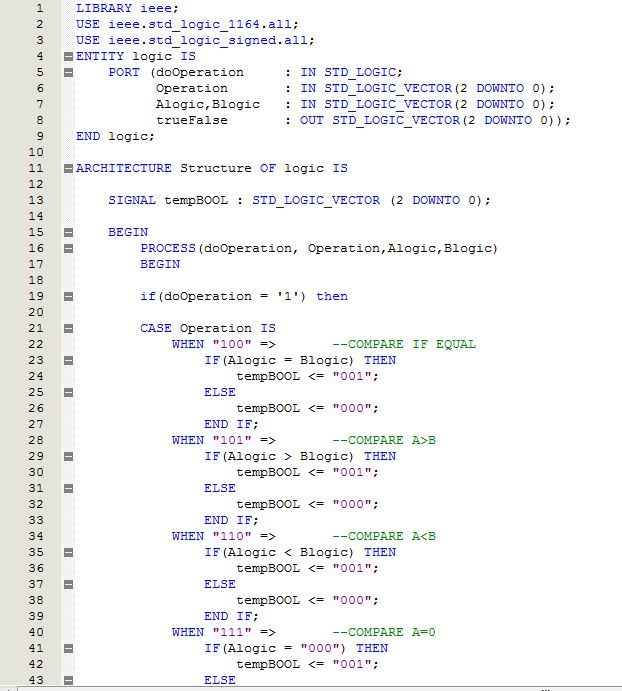 1 LIBRARY ieee;
2 USE ieee.std_logic_1164.all;
3 USE ieee.std_logic_signed.all;
4 ENTITY logic IS
5 PORT (doOperation : IN STD_LOGIC;
6 Operation : IN STD_LOGIC_VECTOR(2 DOWNTO 0);
7 Alogic,Blogic : IN STD_LOGIC_VECTOR(2 DOWNTO 0);
8 trueFalse : OUT STD_LOGIC_VECTOR(2 DOWNTO 0));
9 END logic;
10
11 ARCHITECTURE Structure OF logic IS
12
13 SIGNAL tempBOOL : STD_LOGIC_VECTOR (2 DOWNTO 0);
14
15 BEGIN
16 PROCESS(doOperation, Operation,Alogic,Blogic)
17 BEGIN
18
19 if(doOperation = '1') then
20
21 CASE Operation IS
22 WHEN "100" => --COMPARE IF EQUAL
23 IF(Alogic = Blogic) THEN
24 tempBOOL <= "001";
25 ELSE
26 tempBOOL <= "000";
27 END IF;
28 WHEN "101" => --COMPARE A>B
29 IF(Alogic > Blogic) THEN
30 tempBOOL <= "001";
31 ELSE
32 tempBOOL <= "000";
33 END IF;
34 WHEN "110" => --COMPARE A<B
35 IF(Alogic < Blogic) THEN
36 tempBOOL <= "001";
37 ELSE
38 tempBOOL <= "000";
39 END IF;
40 WHEN "111" => --COMPARE A=0
41 IF(Alogic = "000") THEN
42 tempBOOL <= "001";
43 ELSE